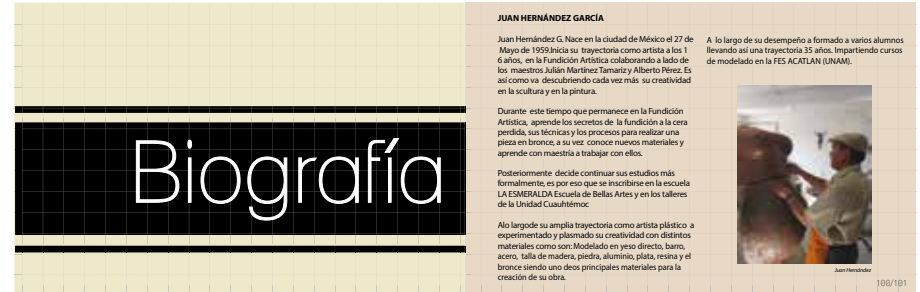 Biografía
JUAN HERNÁNDEZ GARCÍA
Juan Hernández G. Nace en la ciudad de México el 27 de
Mayo de 1959.Inicia su trayectoria como artista a los 1
6 años, en la Fundición Artística colaborando a lado de
los maestros Julián Martínez Tamariz y Alberto Pérez. Es
así como va descubriendo cada vez más su creatividad
en la scultura y en la pintura.
Durante este tiempo que permanece en la Fundición
Artística, aprende los secretos de la fundición a la cera
perdida, sus técnicas y los procesos para realizar una
pieza en bronce, a su vez conoce nuevos materiales y
aprende con maestría a trabajar con ellos.
Posteriormente decide continuar sus estudios más
formalmente, es por eso que se inscribirse en la escuela
LA ESMERALDA Escuela de Bellas Artes y en los talleres
de la Unidad Cuauhtémoc
Alo largode su amplia trayectoria como artista plástico a
experimentado y plasmado su creatividad con distintos
materiales como son: Modelado en yeso directo, barro,
acero, talla de madera, piedra, aluminio, plata, resina y el
bronce siendo uno deos principales materiales para la
creación de su obra.
A lo largo de su desempeño a formado a varios alumnos
llevando así una trayectoria 35 años. Impartiendo cursos
de modelado en la FES ACATLAN (UNAM).
Juan Hernández
100/101